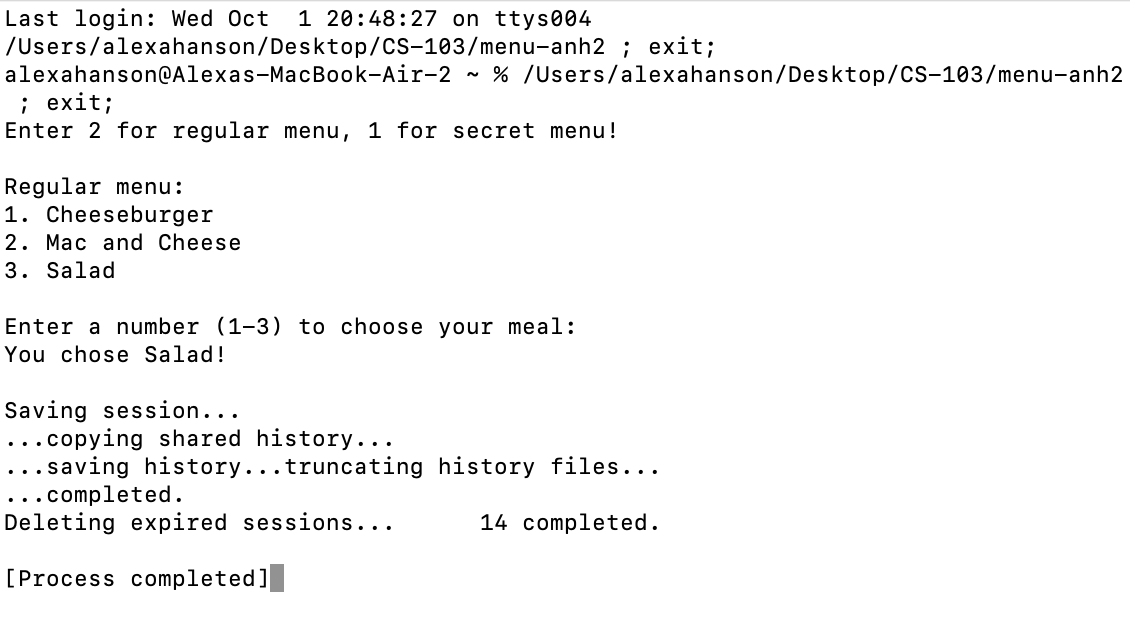 Last login: Wed Oct  1 20:48:27 on ttys004
/Users/alexahanson/Desktop/CS-103/menu-anh2 ; exit;
alexahanson@Alexas-MacBook-Air-2 ~ % /Users/alexahanson/Desktop/CS-103/menu-anh2
 ; exit;
Enter 2 for regular menu, 1 for secret menu!

Regular menu:
1. Cheeseburger
2. Mac and Cheese
3. Salad

Enter a number (1-3) to choose your meal:
You chose Salad!

Saving session...
...copying shared history...
...saving history...truncating history files...
...completed.
Deleting expired sessions...      14 completed.

[Process completed]